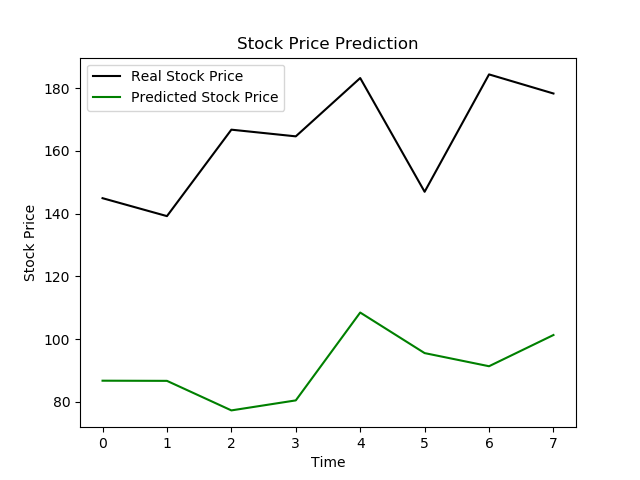 Stock Price Prediction
Real Stock Price
Predicted Stock Price
Stock Price
180
160
140
120
100
80
0 1 2 3 4 5 6 7
Time